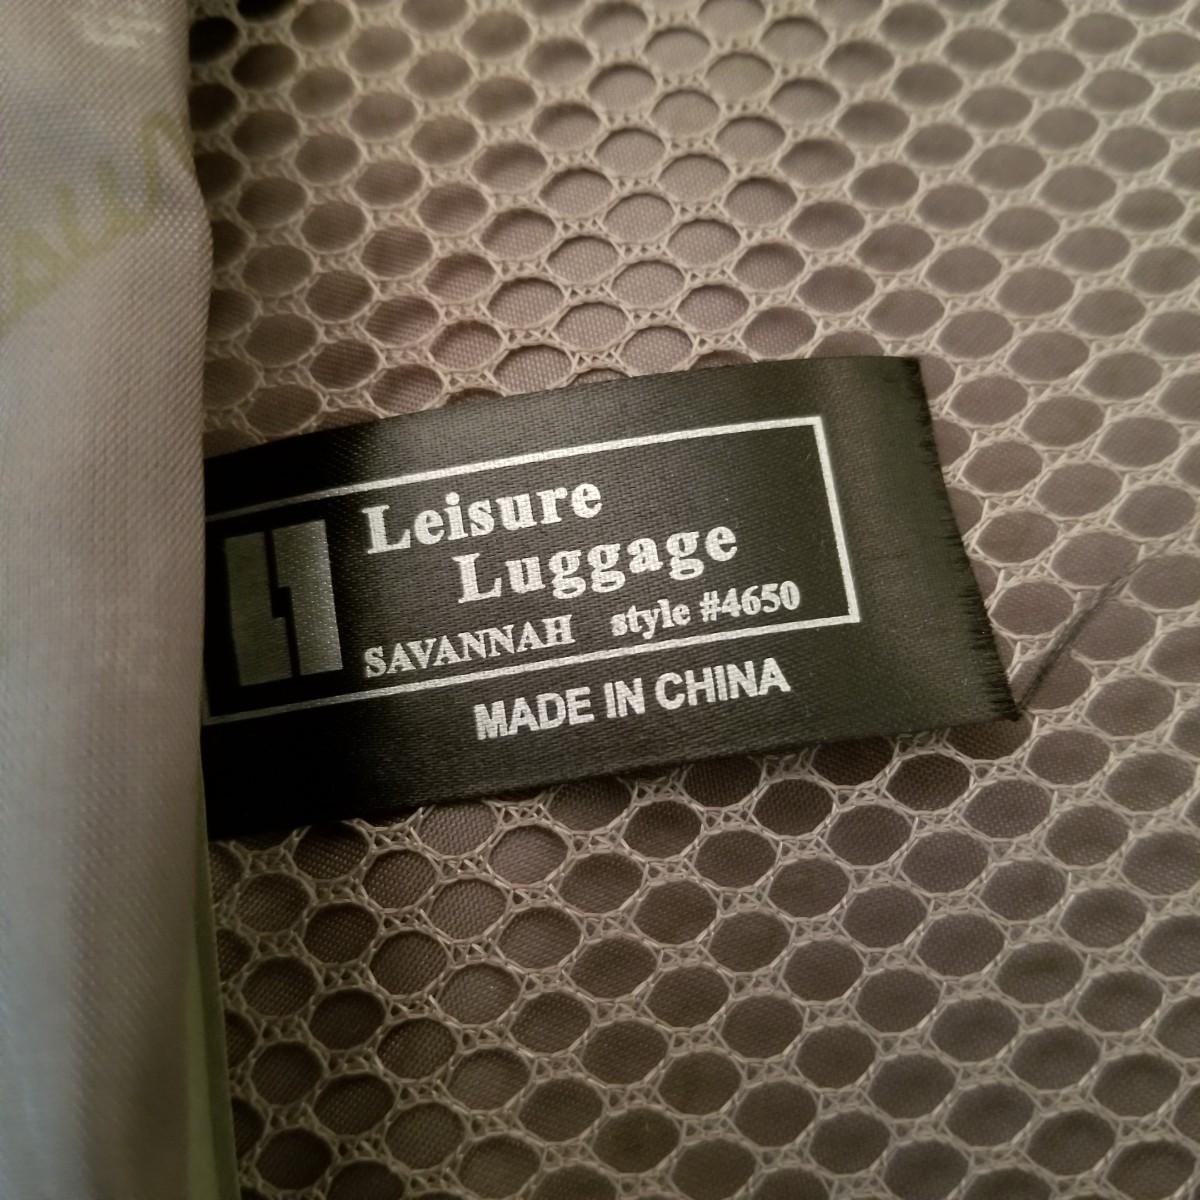 Leisure
Luggage
SAVANNAH style #4650
MADE IN CHINA